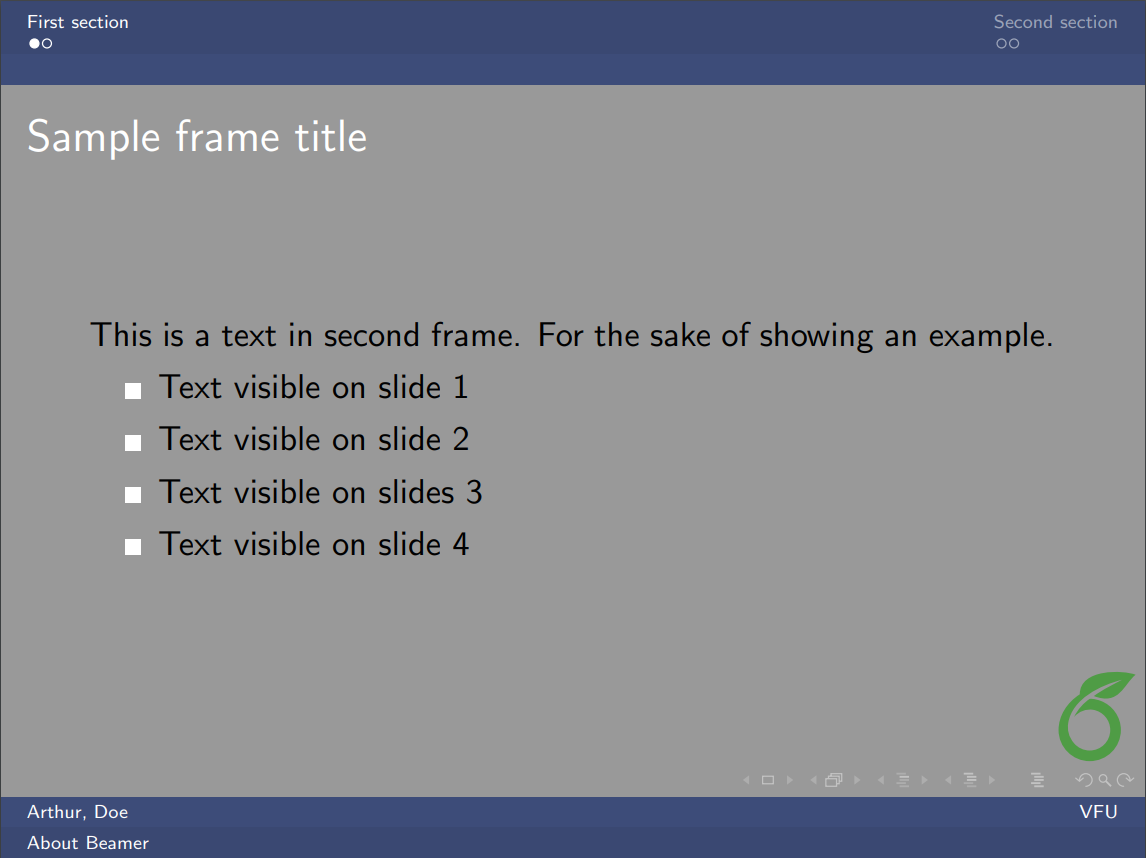 First section
Second section
Sample frame title
This is a text in second frame. For the sake of showing an example.
Text visible on slide 1
Text visible on slide 2
Text visible on slides 3
Text visible on slide 4
Arthur, Doe
VFU
About Beamer